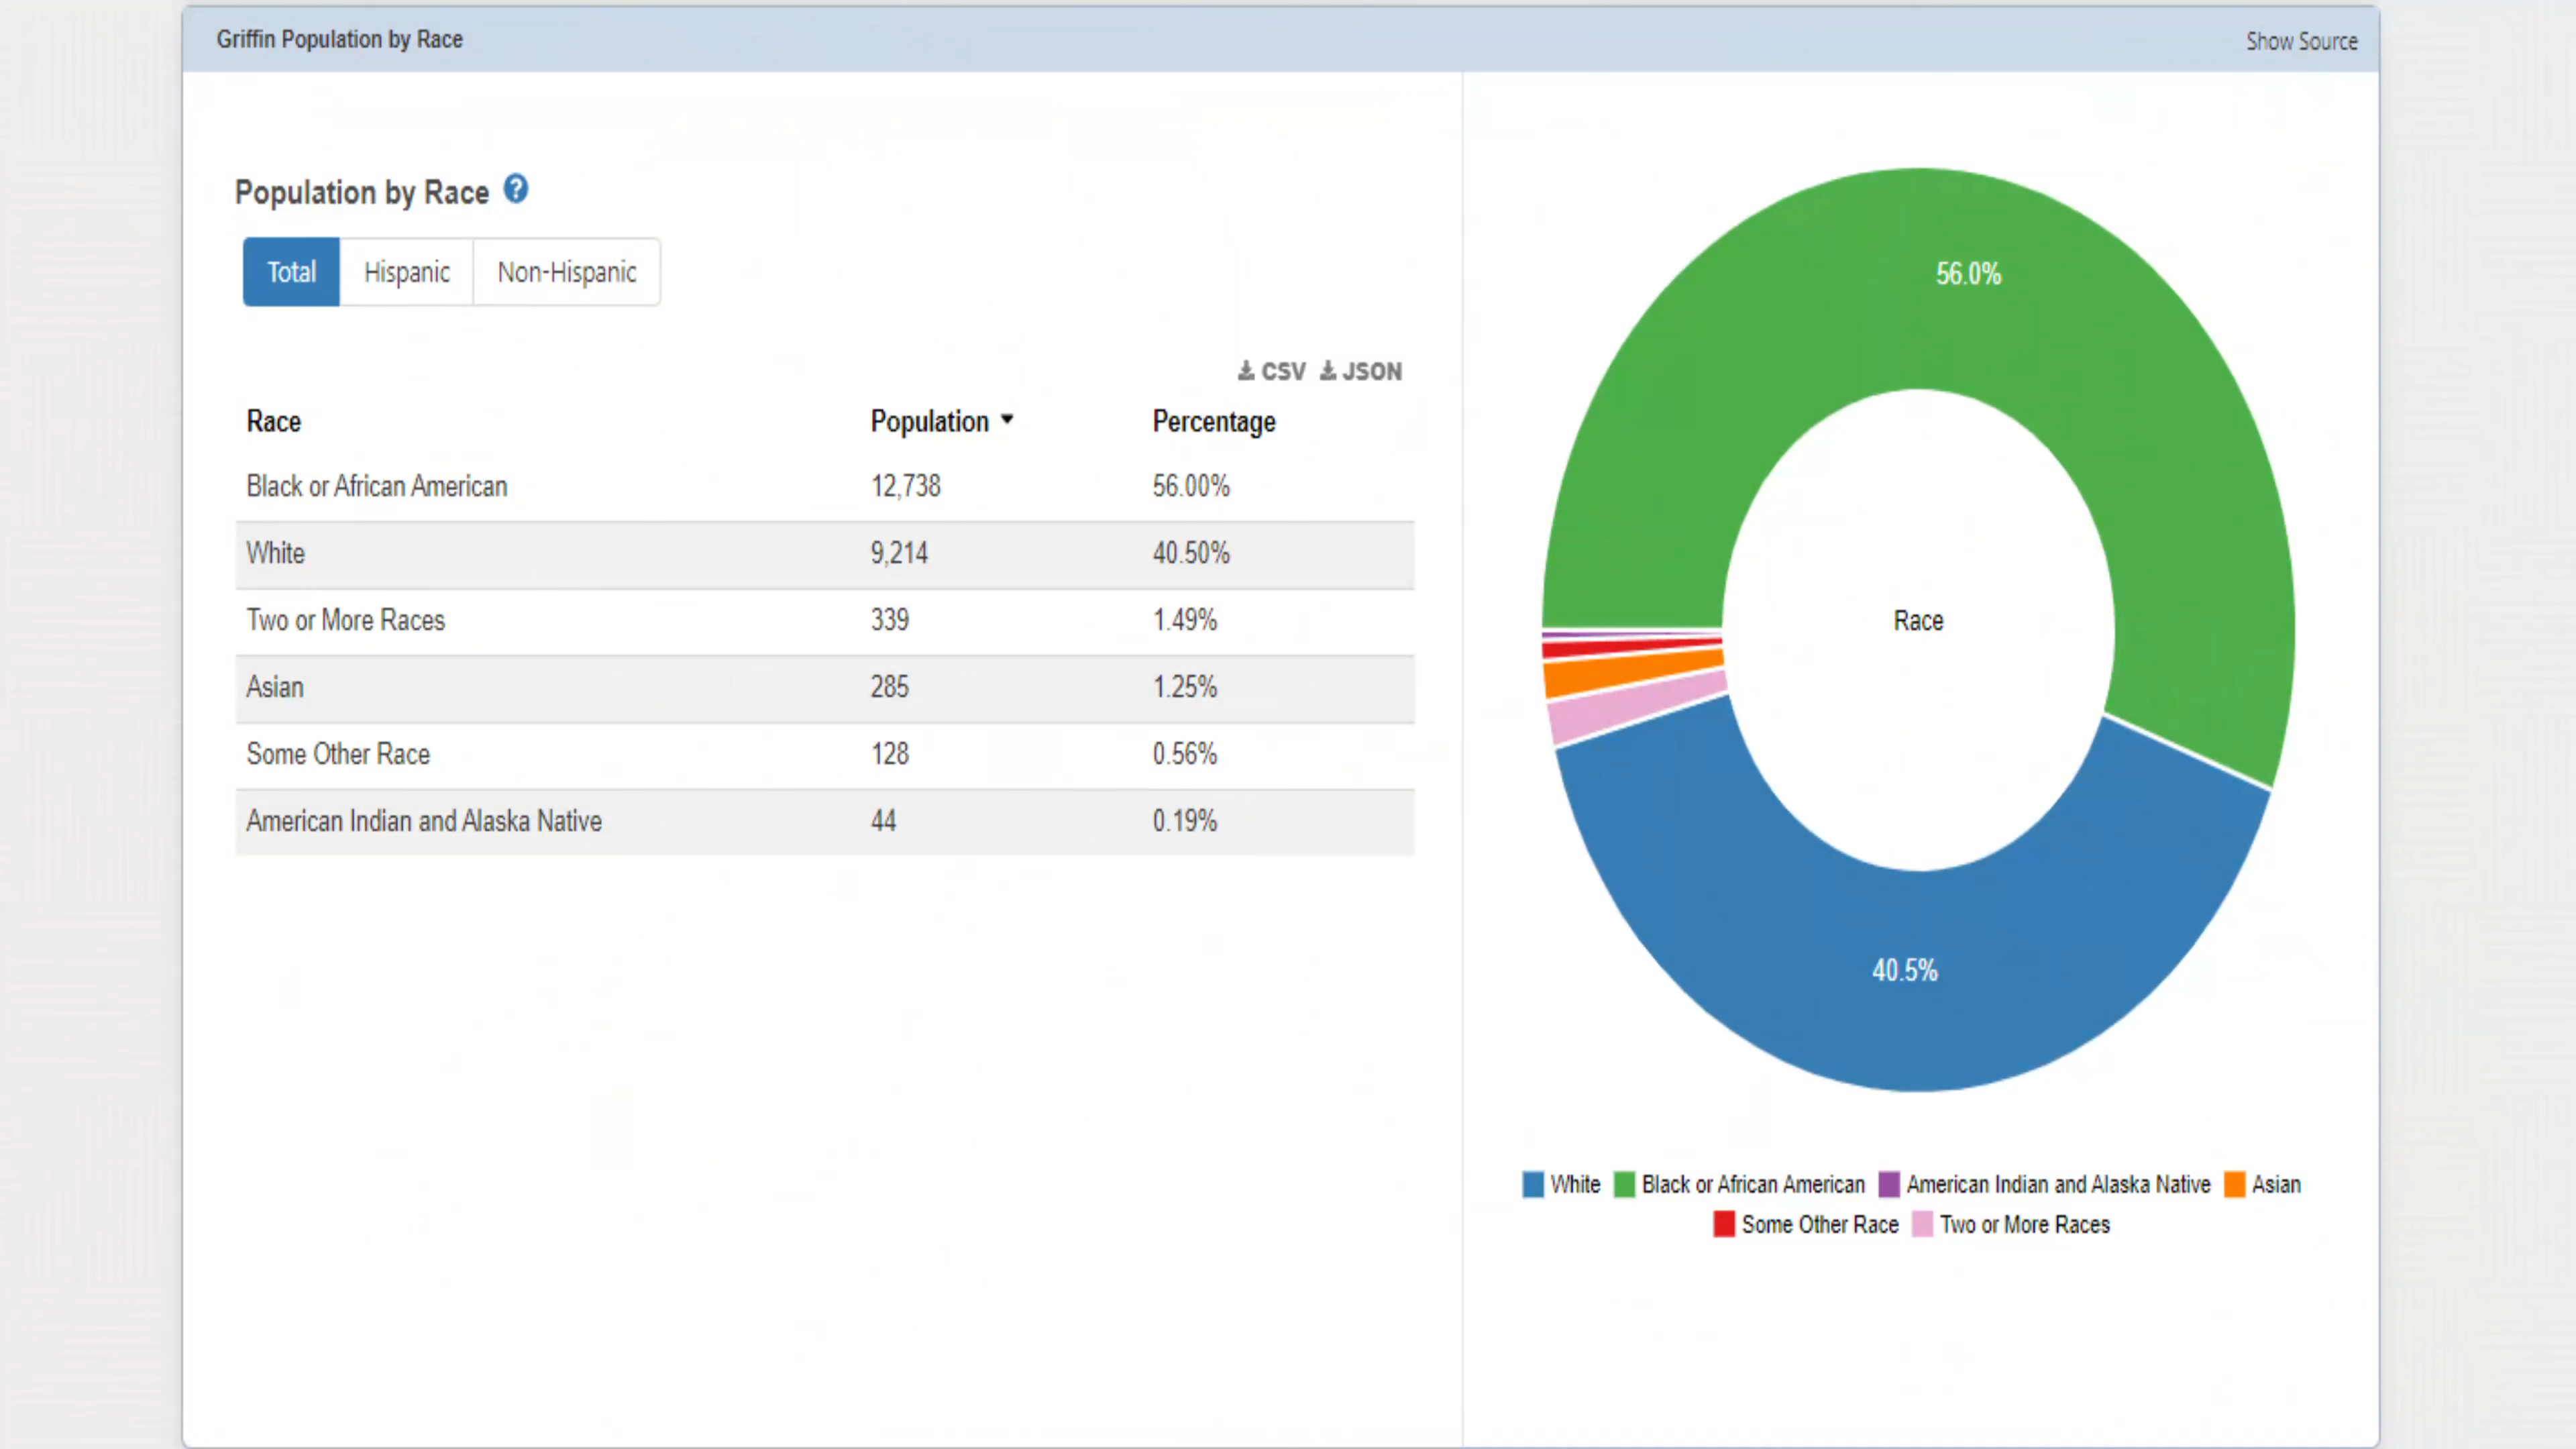 Griffin Population by Race
Show Source
Population by Race ?
Total Hispanic Non-Hispanic
CSV JSON
Race Population Percentage
Black or African American 12,738 56.00%
White 9,214 40.50%
Two or More Races 339 1.49%
Asian 285 1.25%
Some Other Race 128 0.56%
American Indian and Alaska Native 44 0.19%
56.0%
Race
40.5%
White Black or African American American Indian and Alaska Native Asian
Some Other Race Two or More Races